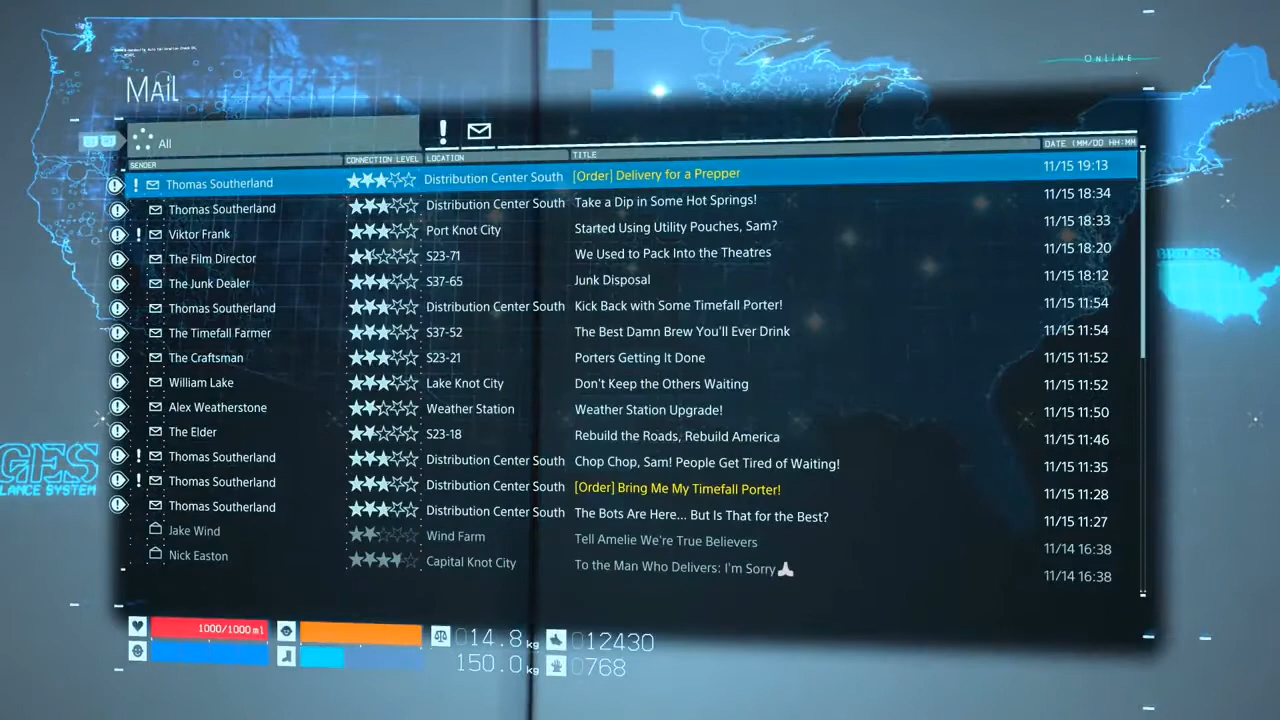 ONLINE
MAIL
All
SENDER CONNECTION LEVEL LOCATION TITLE DATE (MM/DD HH:MM
Thomas Southerland Distribution Center South [Order] Delivery for a Prepper 11/15 19:13
Thomas Southerland Distribution Center South Take a Dip in Some Hot Springs! 11/15 18:34
Viktor Frank Port Knot City Started Using Utility Pouches, Sam? 11/15 18:33
The Film Director S23-71 We Used to Pack Into the Theatres 11/15 18:20
The Junk Dealer S37-65 Junk Disposal 11/15 18:12
Thomas Southerland Distribution Center South Kick Back with Some Timefall Porter! 11/15 11:54
The Timefall Farmer S37-52 The Best Damn Brew You'll Ever Drink 11/15 11:54
The Craftsman S23-21 Porters Getting It Done 11/15 11:52
William Lake Lake Knot City Don't Keep the Others Waiting 11/15 11:52
Alex Weatherstone Weather Station Weather Station Upgrade! 11/15 11:50
The Elder S23-18 Rebuild the Roads, Rebuild America 11/15 11:46
Thomas Southerland Distribution Center South Chop Chop, Sam! People Get Tired of Waiting! 11/15 11:35
Thomas Southerland Distribution Center South [Order] Bring Me My Timefall Porter! 11/15 11:28
Thomas Southerland Distribution Center South The Bots Are Here... But Is That for the Best? 11/15 11:27
Jake Wind Wind Farm Tell Amelie We're True Believers 11/14 16:38
Nick Easton Capital Knot City To the Man Who Delivers: I'm Sorry 11/14 16:38
BRIDGES
GES
LANCE SYSTEM
1000/1000 ml 014.8 kg 012430
150.0 kg 0768